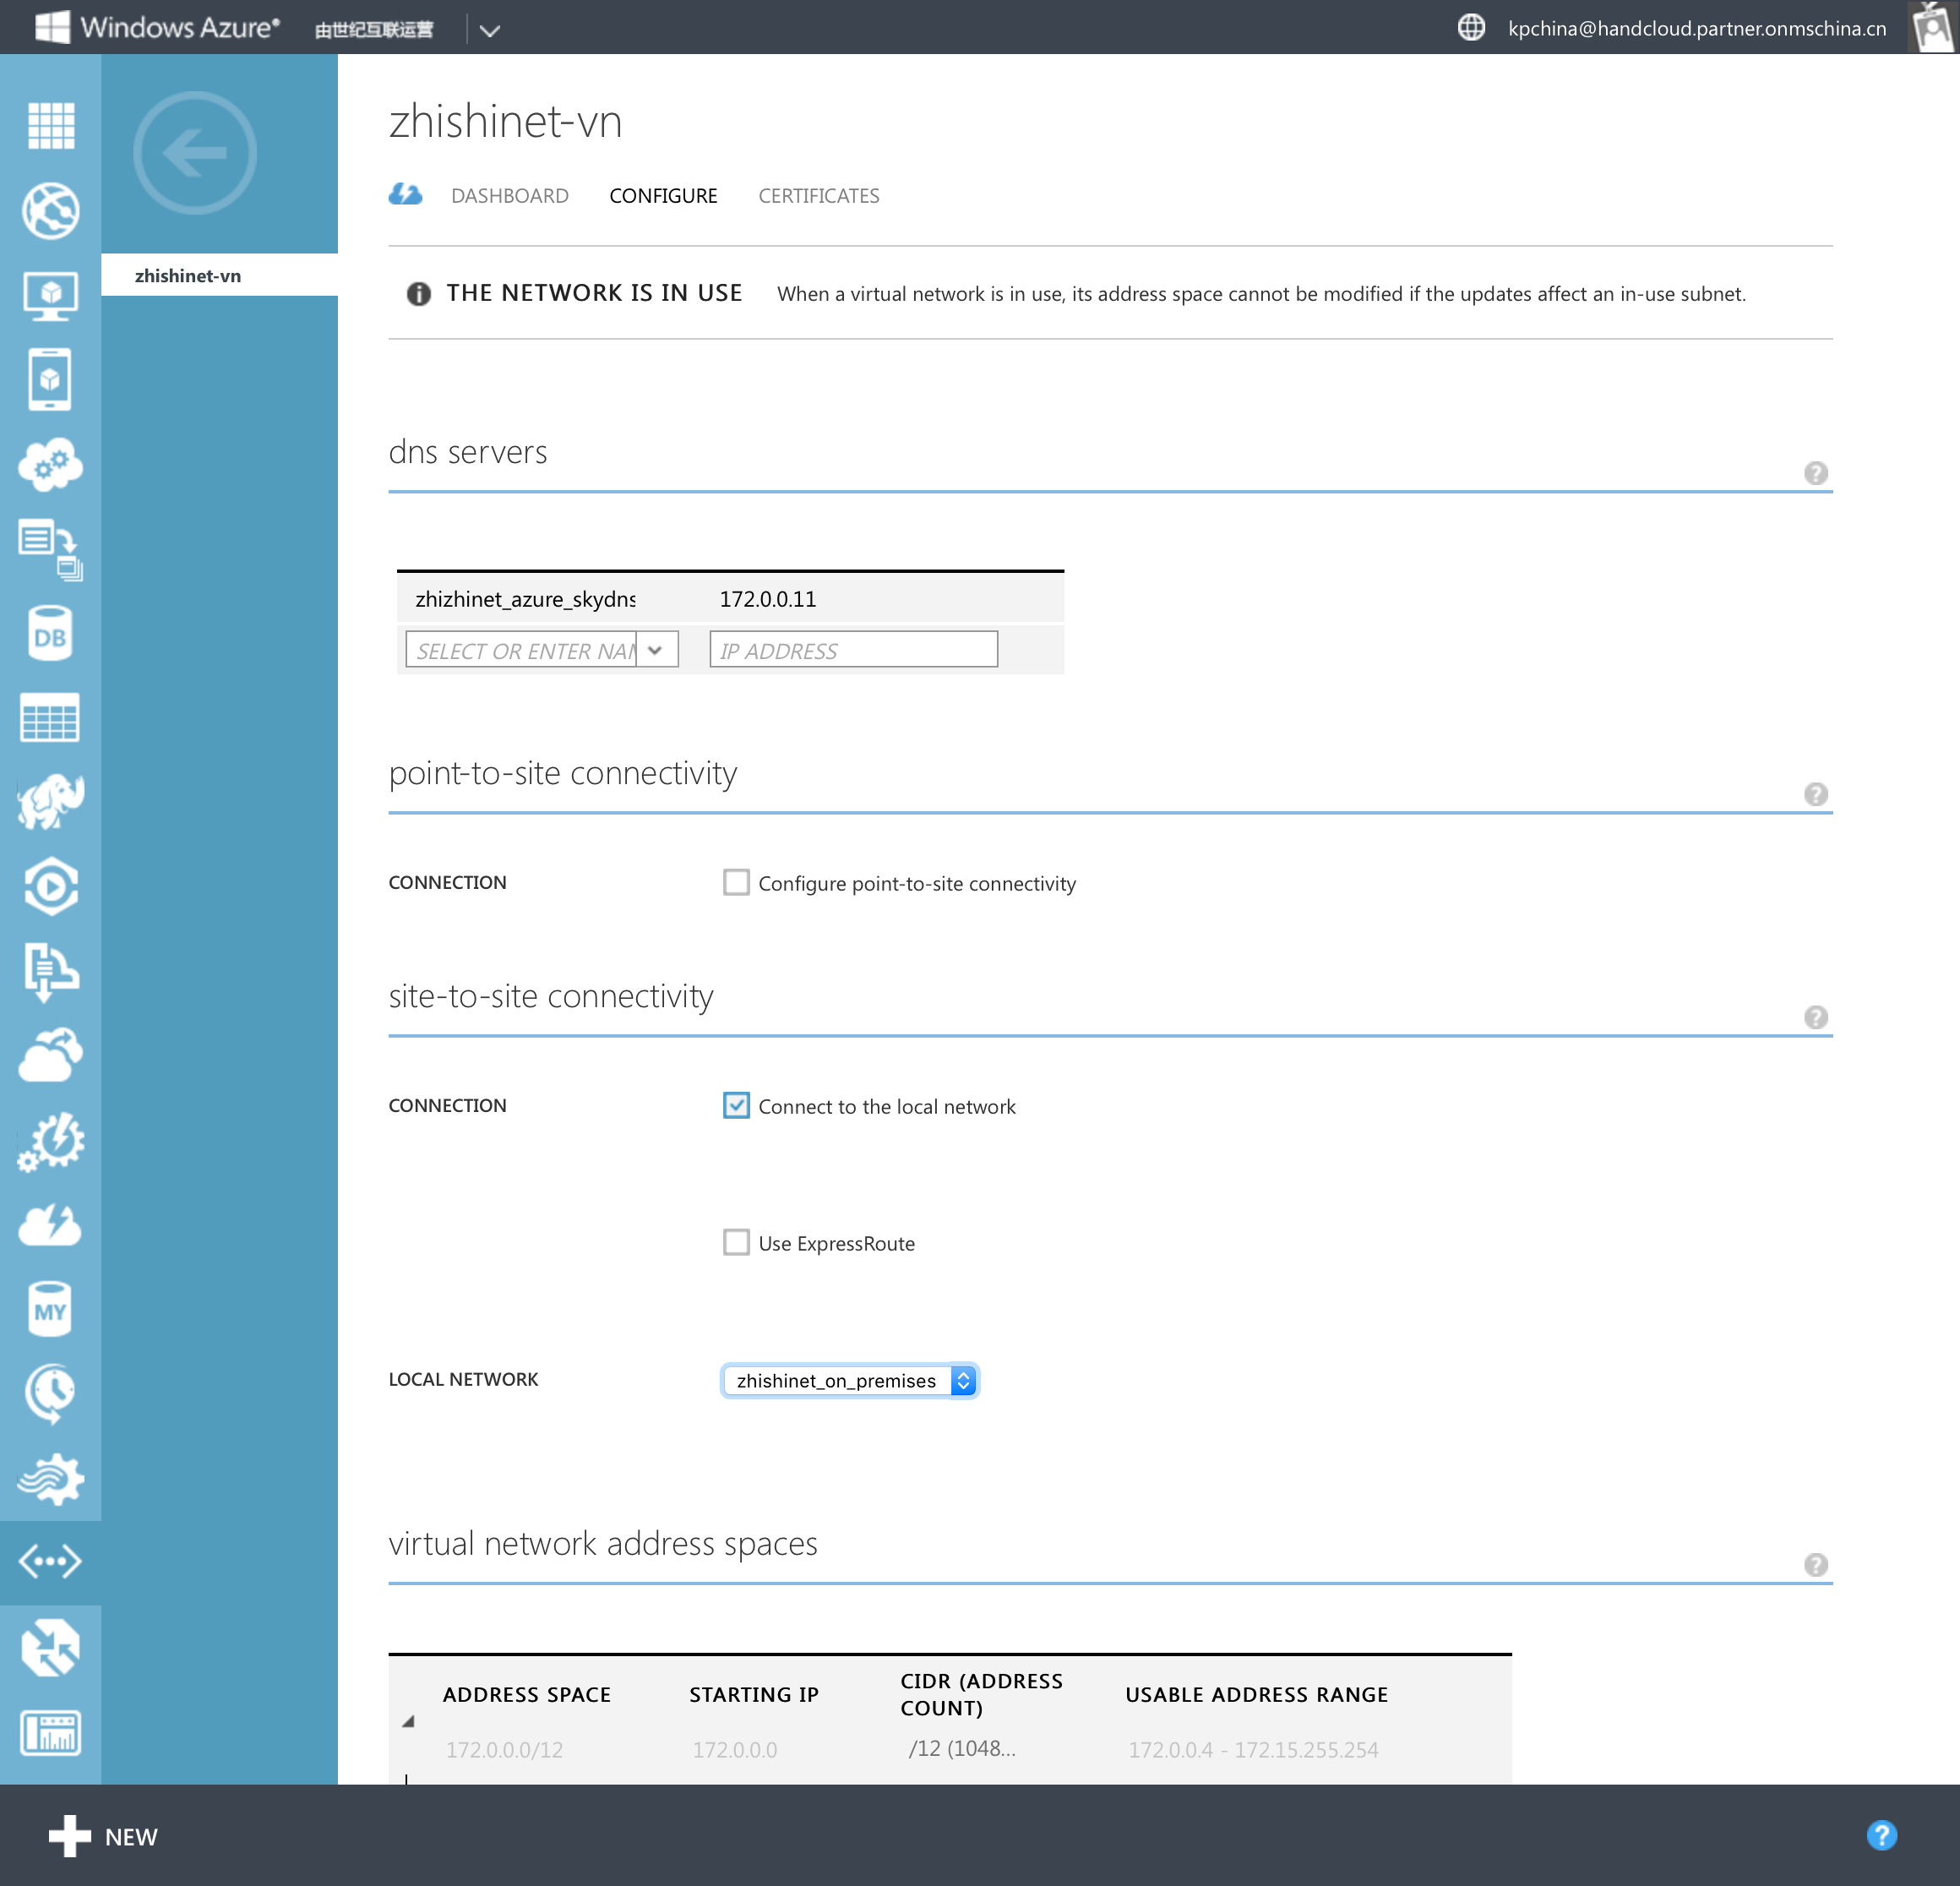 Windows Azure® 由世纪互联运营 kpchina@handcloud.partner.onmschina.cn
zhishinet-vn
DASHBOARD CONFIGURE CERTIFICATES
zhishinet-vn
THE NETWORK IS IN USE When a virtual network is in use, its address space cannot be modified if the updates affect an in-use subnet.
dns servers
?
zhizhinet_azure_skydns 172.0.0.11
SELECT OR ENTER NAM IP ADDRESS
DB
point-to-site connectivity
?
CONNECTION Configure point-to-site connectivity
site-to-site connectivity
?
CONNECTION Connect to the local network
Use ExpressRoute
MY
LOCAL NETWORK zhishinet_on_premises
virtual network address spaces
?
ADDRESS SPACE STARTING IP CIDR (ADDRESS COUNT) USABLE ADDRESS RANGE
172.0.0.0/12 172.0.0.0 /12 (1048... 172.0.0.4 - 172.15.255.254
NEW ?